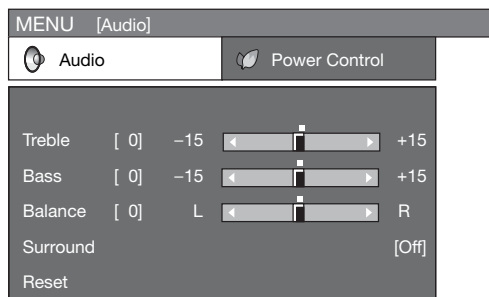 MENU [Audio]
Audio Power Control
Treble [ 0] –15 +15
Bass [ 0] –15 +15
Balance [ 0] L R
Surround [Off]
Reset